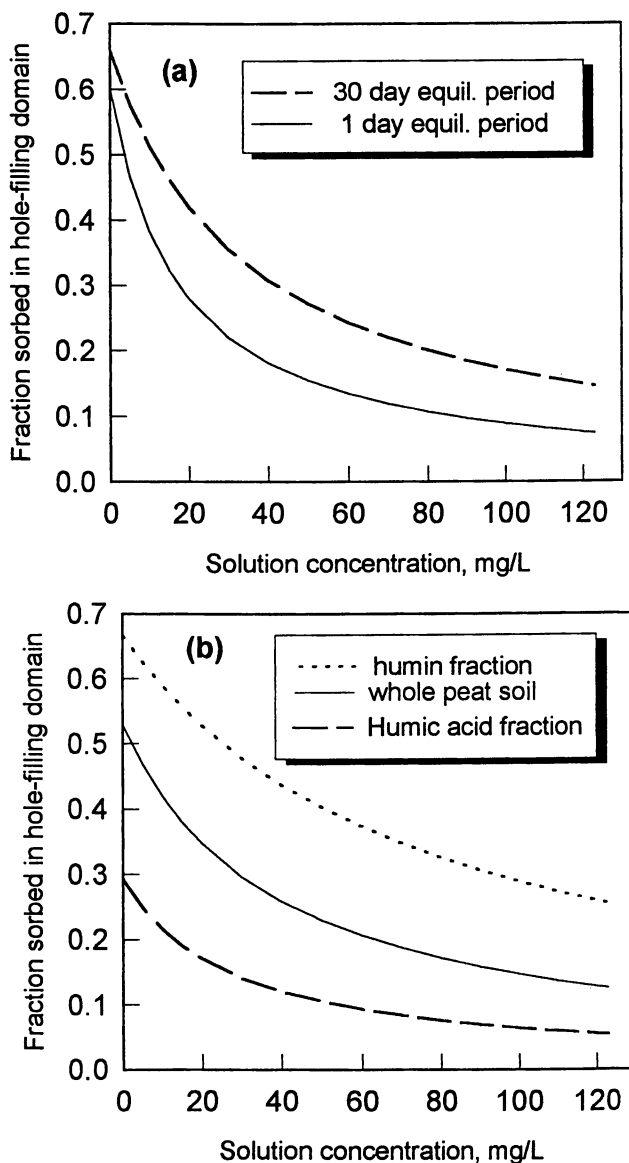 0.7
(a)
30 day equil. period
1 day equil. period
0.6
0.5
0.4
0.3
0.2
0.1
0.0
Fraction sorbed in hole-filling domain
0 20 40 60 80 100 120
Solution concentration, mg/L
0.7
(b)
humin fraction
whole peat soil
Humic acid fraction
0.6
0.5
0.4
0.3
0.2
0.1
0.0
Fraction sorbed in hole-filling domain
0 20 40 60 80 100 120
Solution concentration, mg/L